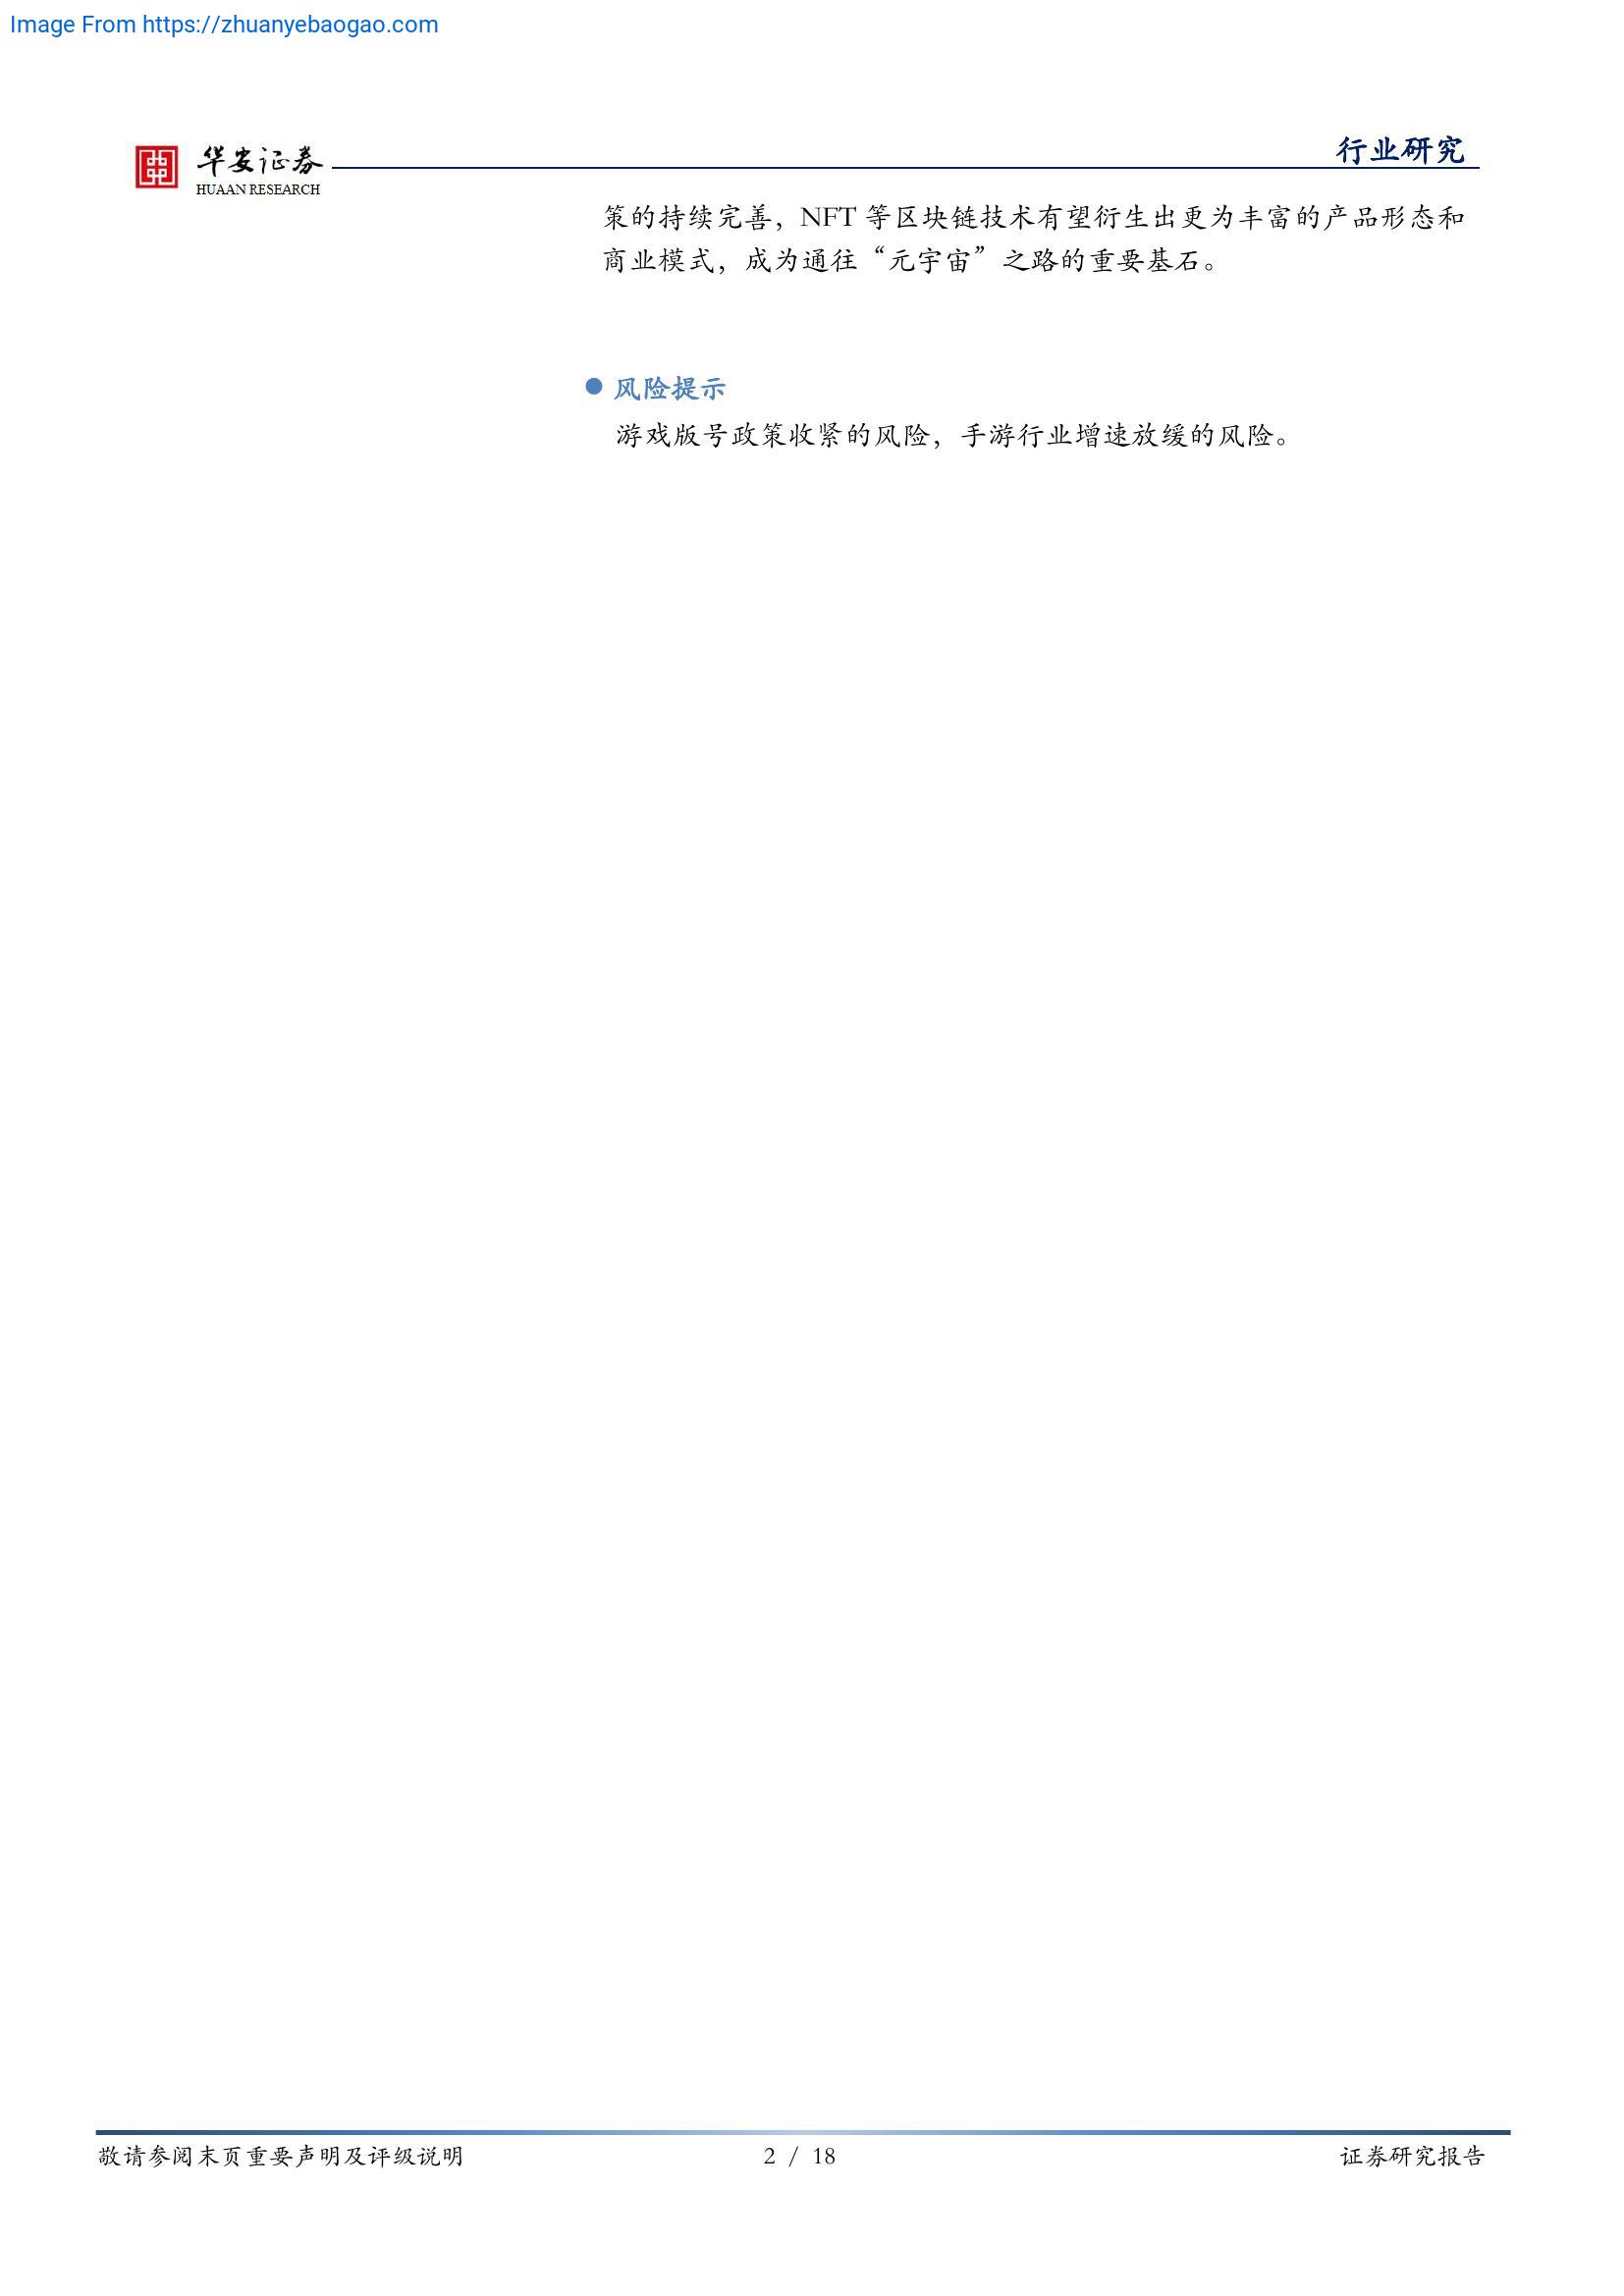 Image From https://zhuanyebaogao.com
华安证券
HUAAN RESEARCH
行业研究
策的持续完善，NFT 等区块链技术有望衍生出更为丰富的产品形态和
商业模式，成为通往“元宇宙”之路的重要基石。
● 风险提示
游戏版号政策收紧的风险，手游行业增速放缓的风险。
敬请参阅末页重要声明及评级说明
2 / 18
证券研究报告